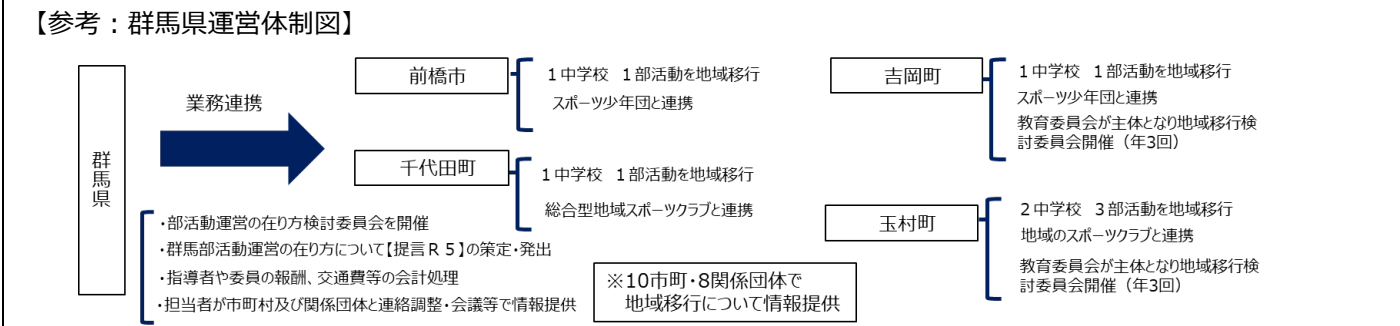 【参考:群馬県運営体制図】
群馬県
業務連携
・部活動運営の在り方検討委員会を開催
・群馬部活動運営の在り方について【提言R5】の策定・発出
・指導者や委員の報酬、交通費等の会計処理
・担当者が市町村及び関係団体と連絡調整・会議等で情報提供
前橋市
1中学校 1部活動を地域移行
スポーツ少年団と連携
千代田町
1中学校 1部活動を地域移行
総合型地域スポーツクラブと連携
※10市町・8関係団体で
地域移行について情報提供
吉岡町
1中学校 1部活動を地域移行
スポーツ少年団と連携
教育委員会が主体となり地域移行検
討委員会開催(年3回)
玉村町
2中学校 3部活動を地域移行
地域のスポーツクラブと連携
教育委員会が主体となり地域移行検
討委員会開催(年3回)